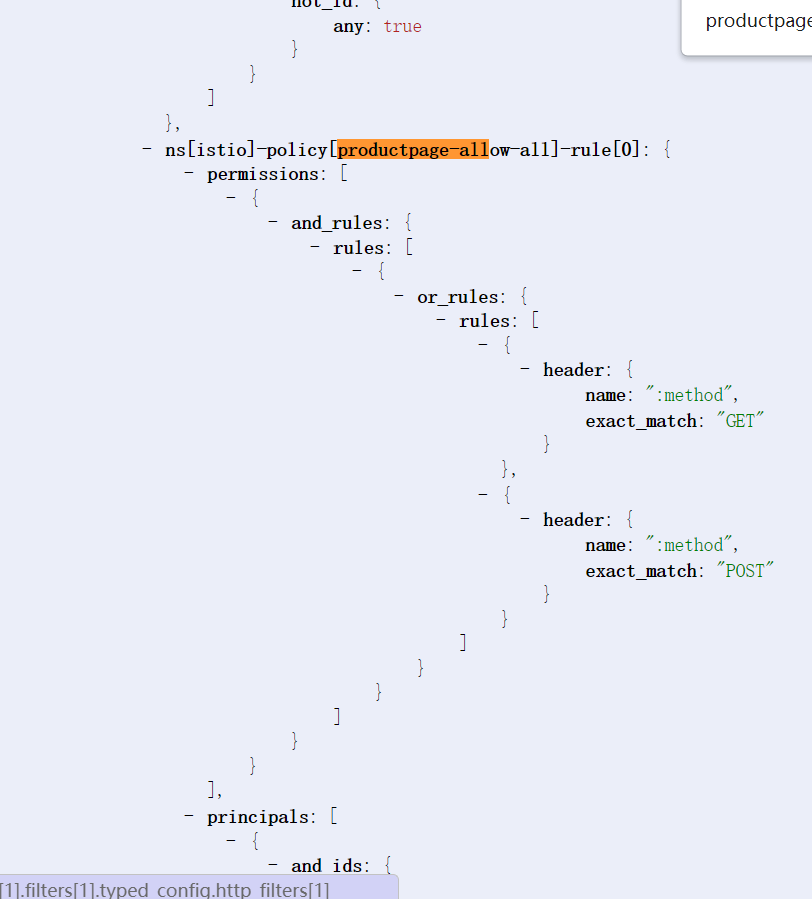 not_id: {
any: true
}
}
]
},
- ns[istio]-policy[productpage-allow-all]-rule[0]: {
- permissions: [
- {
- and_rules: {
- rules: [
- {
- or_rules: {
- rules: [
- {
- header: {
name: ":method",
exact_match: "GET"
}
},
- {
- header: {
name: ":method",
exact_match: "POST"
}
}
]
}
}
]
}
}
],
- principals: [
- {
- and_ids: {
productpage
[1].filters[1].typed_config.http_filters[1]